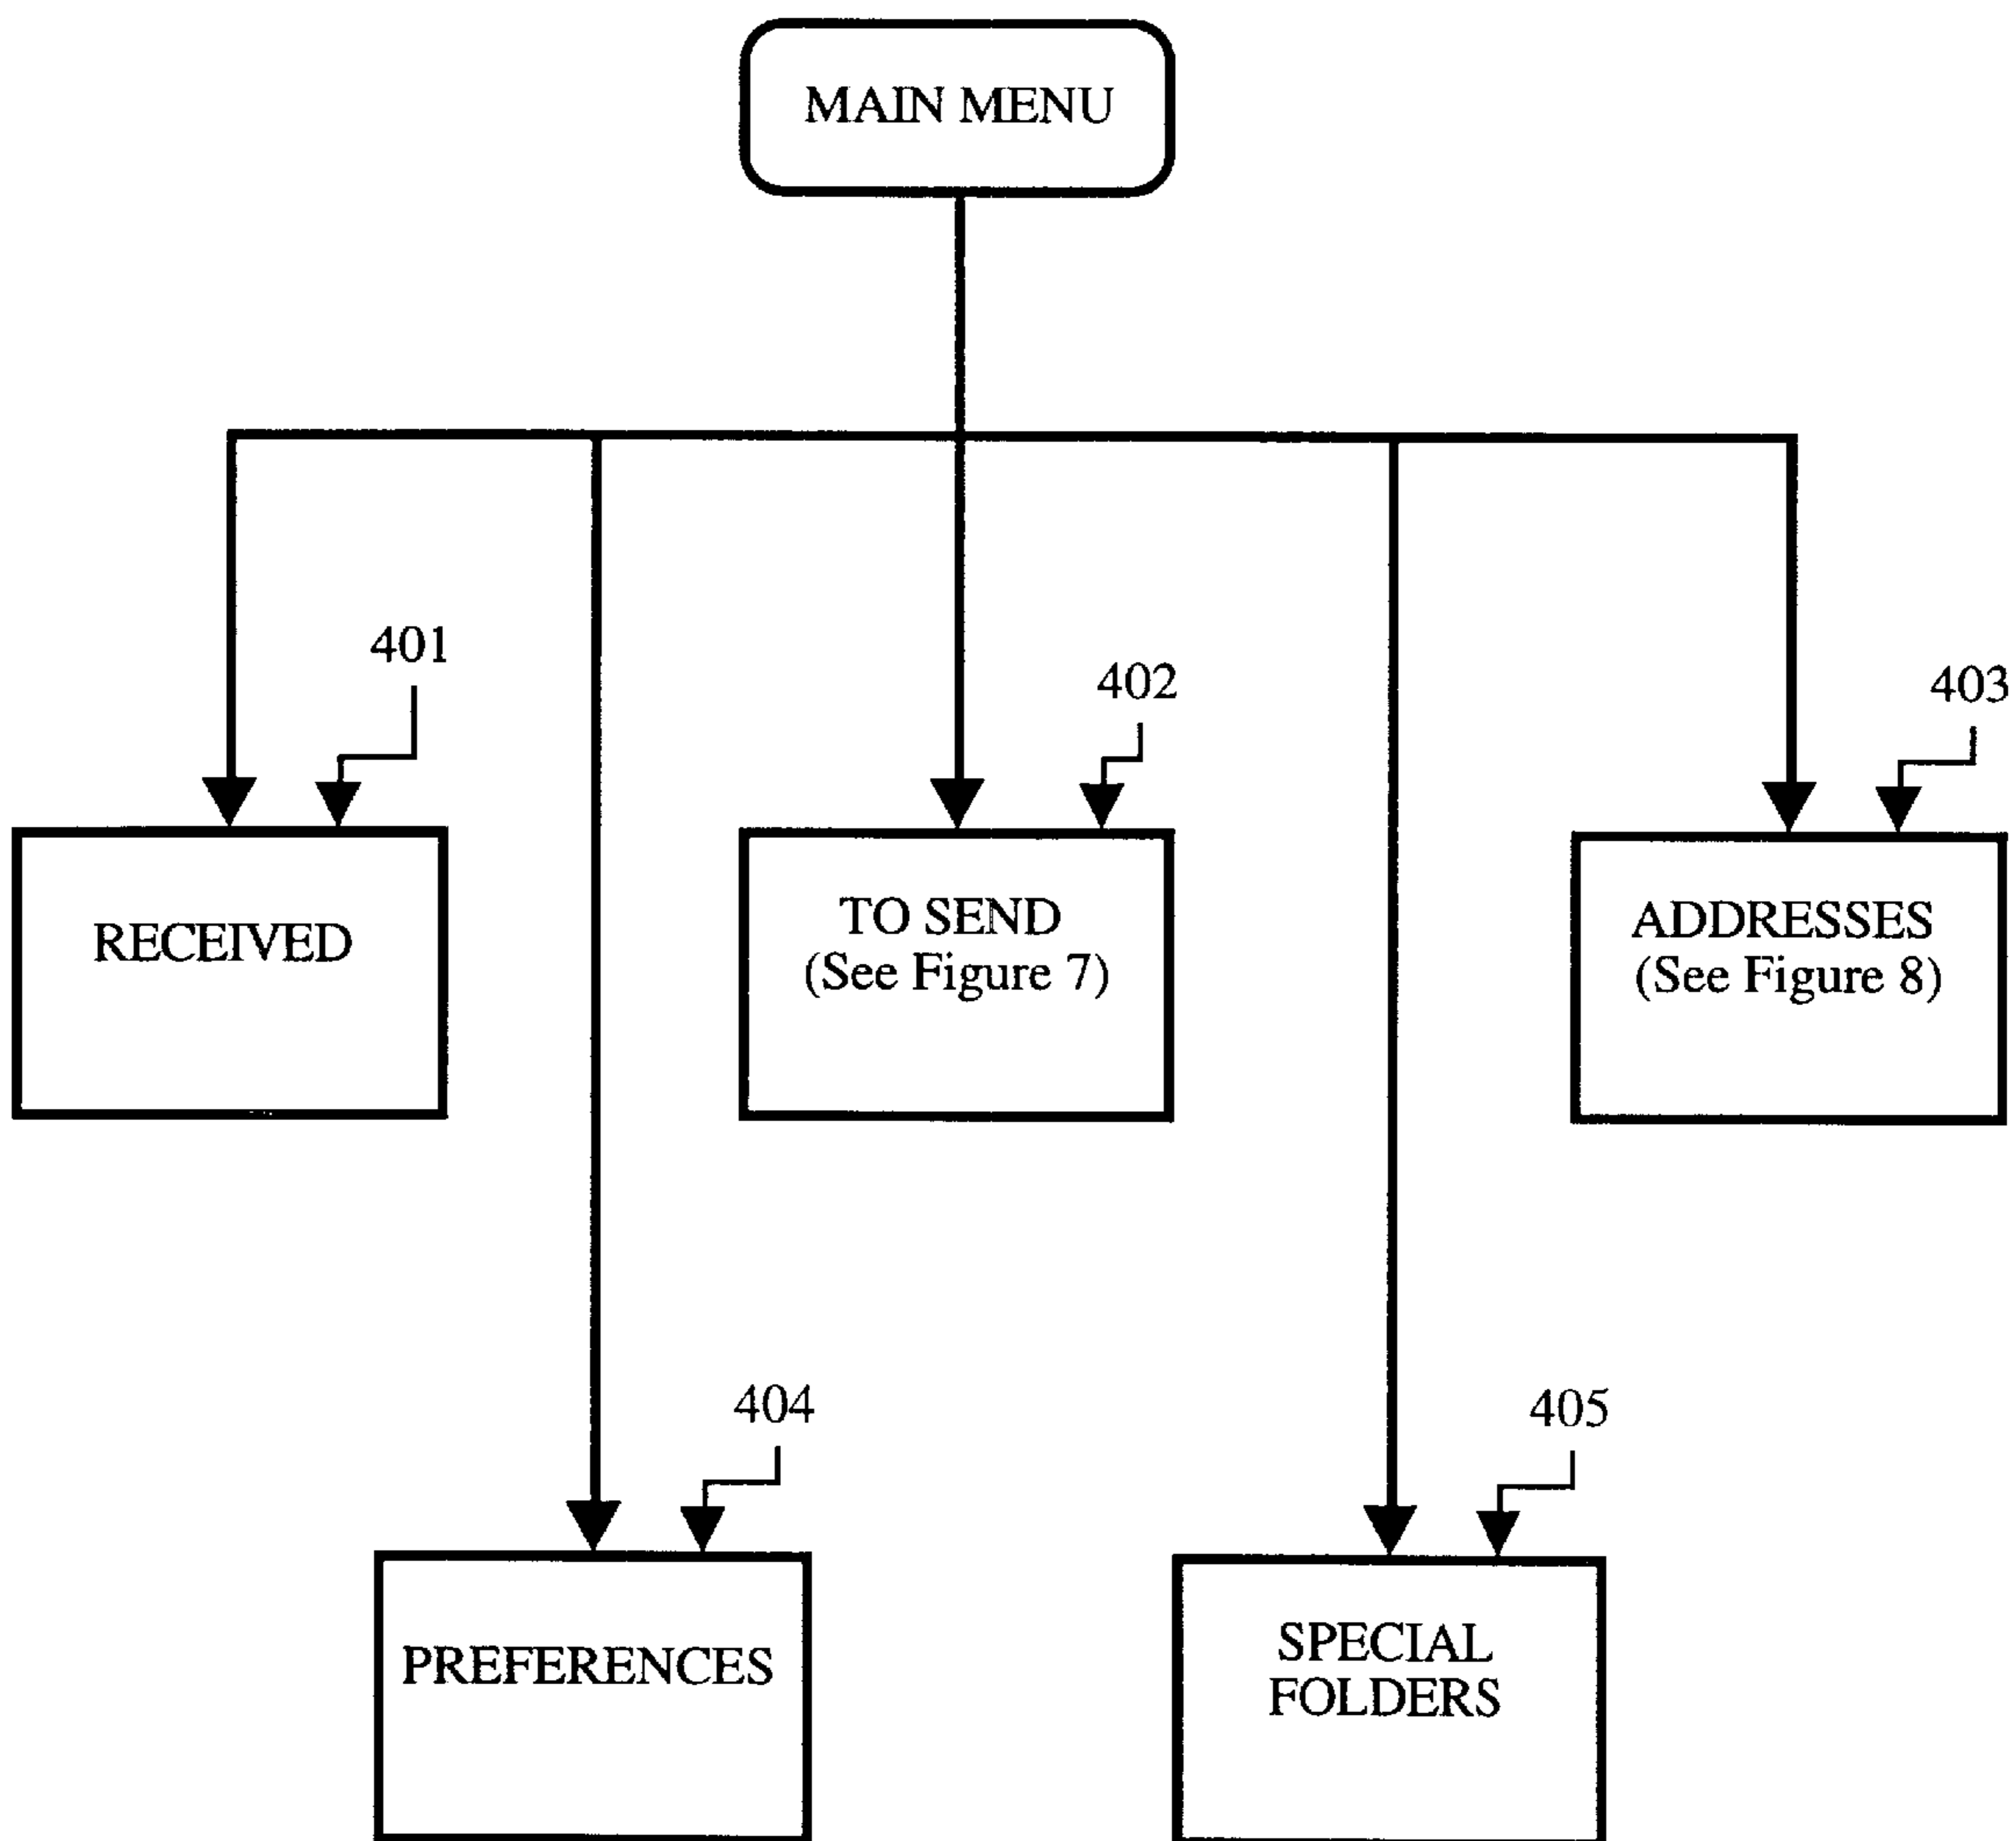 MAIN MENU
401
402
403
RECEIVED
TO SEND
(See Figure 7)
ADDRESSES
(See Figure 8)
404
405
PREFERENCES
SPECIAL
FOLDERS